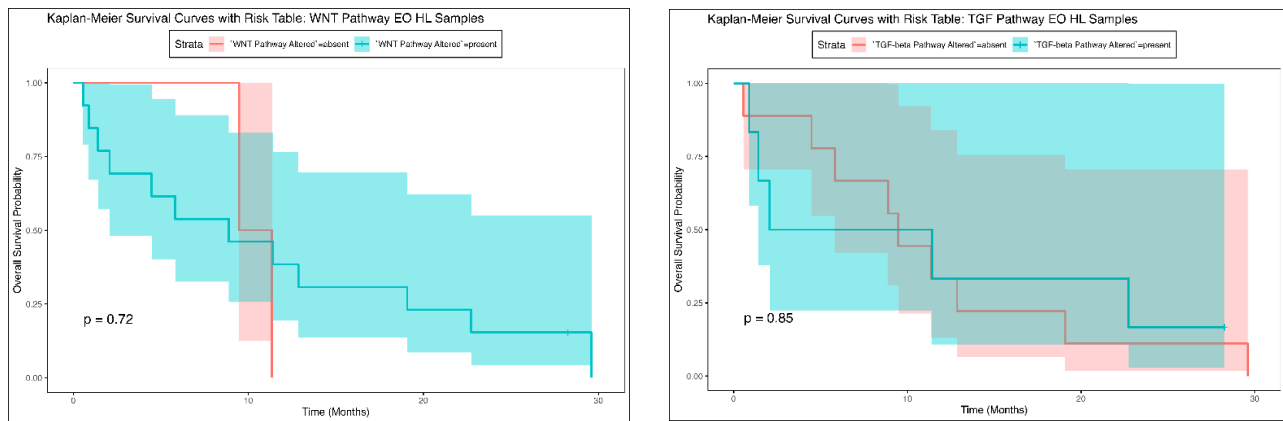 Kaplan-Meier Survival Curves with Risk Table: WNT Pathway EO HL Samples
Strata `WNT Pathway Altered`=absent `WNT Pathway Altered`=present
1.00
0.75
0.50
0.25
0.00
Overall Survival Probability
p = 0.72
0 10 20 30
Time (Months)
Kaplan-Meier Survival Curves with Risk Table: TGF Pathway EO HL Samples
Strata `TGF-beta Pathway Altered`=absent `TGF-beta Pathway Altered`=present
1.00
0.75
0.50
0.25
0.00
Overall Survival Probability
p = 0.85
0 10 20 30
Time (Months)